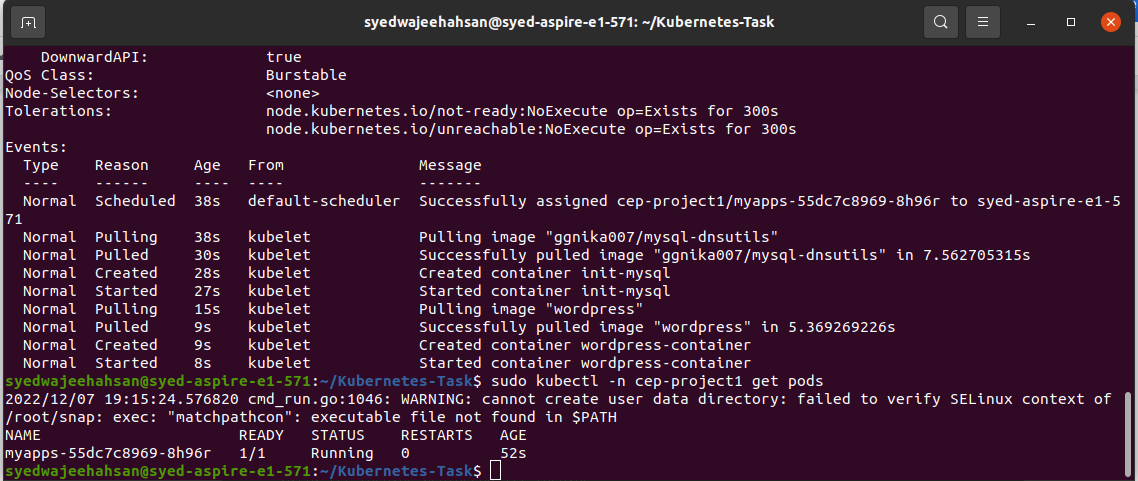 syedwajeehahsan@syed-aspire-e1-571: ~/Kubernetes-Task
DownwardAPI: true
QoS Class: Burstable
Node-Selectors: <none>
Tolerations: node.kubernetes.io/not-ready:NoExecute op=Exists for 300s
node.kubernetes.io/unreachable:NoExecute op=Exists for 300s
Events:
Type Reason Age From Message
---- ------ ---- ---- -------
Normal Scheduled 38s default-scheduler Successfully assigned cep-project1/myapps-55dc7c8969-8h96r to syed-aspire-e1-5
71
Normal Pulling 38s kubelet Pulling image "ggnika007/mysql-dnsutils"
Normal Pulled 30s kubelet Successfully pulled image "ggnika007/mysql-dnsutils" in 7.562705315s
Normal Created 28s kubelet Created container init-mysql
Normal Started 27s kubelet Started container init-mysql
Normal Pulling 15s kubelet Pulling image "wordpress"
Normal Pulled 9s kubelet Successfully pulled image "wordpress" in 5.369269226s
Normal Created 9s kubelet Created container wordpress-container
Normal Started 8s kubelet Started container wordpress-container
syedwajeehahsan@syed-aspire-e1-571:~/Kubernetes-Task$ sudo kubectl -n cep-project1 get pods
2022/12/07 19:15:24.576820 cmd_run.go:1046: WARNING: cannot create user data directory: failed to verify SELinux context of
/root/snap: exec: "matchpathcon": executable file not found in $PATH
NAME READY STATUS RESTARTS AGE
myapps-55dc7c8969-8h96r 1/1 Running 0 52s
syedwajeehahsan@syed-aspire-e1-571:~/Kubernetes-Task$